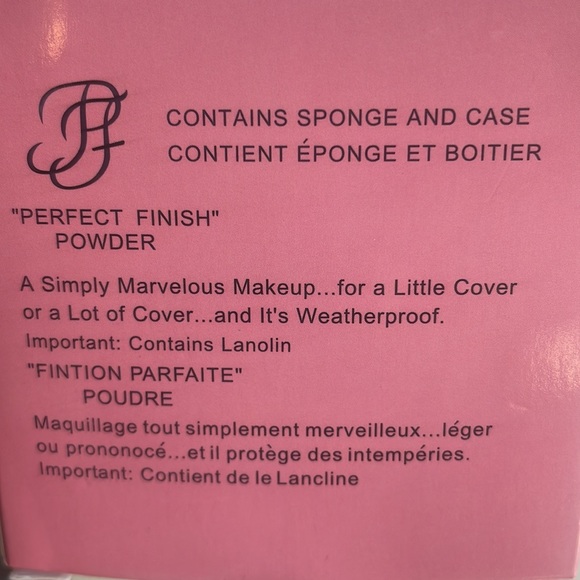 PF
CONTAINS SPONGE AND CASE
CONTIENT ÉPONGE ET BOITIER
"PERFECT FINISH"
POWDER
A Simply Marvelous Makeup...for a Little Cover
or a Lot of Cover...and It's Weatherproof.
Important: Contains Lanolin
"FINTION PARFAITE"
POUDRE
Maquillage tout simplement merveilleux...léger
ou prononocé...et il protège des intempéries.
Important: Contient de le Lancline